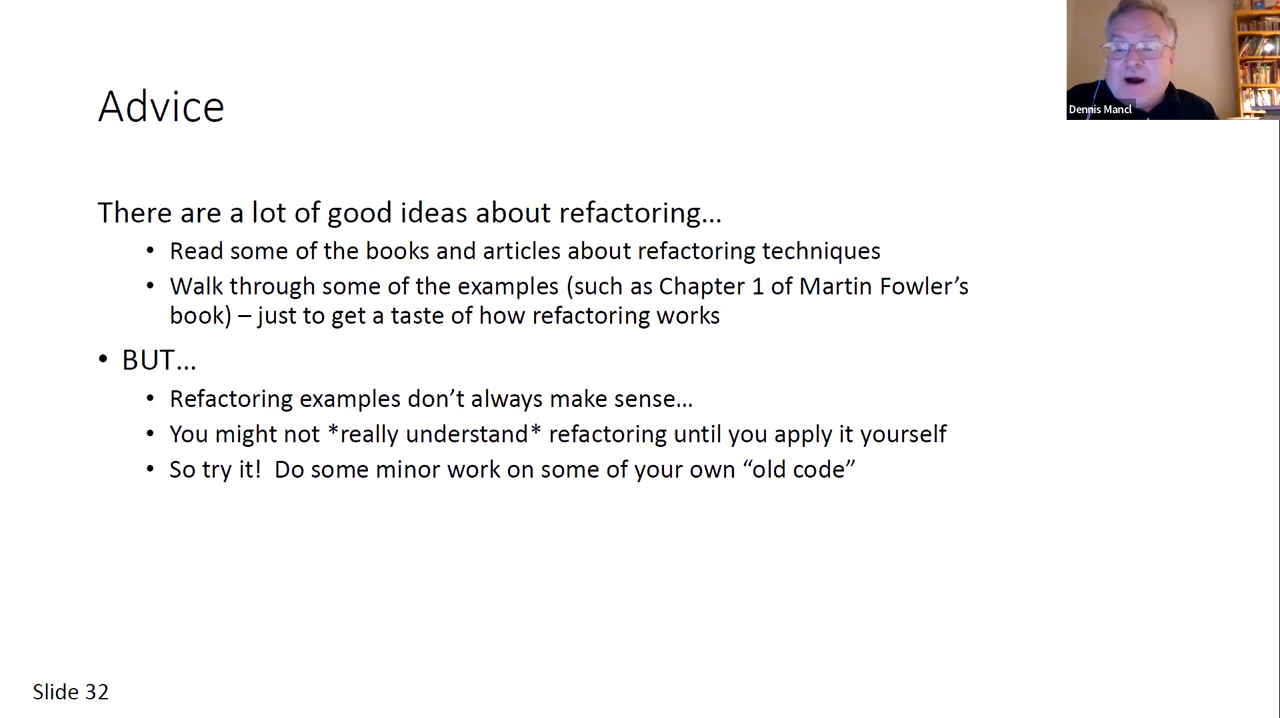 Dennis Mancl
Advice
There are a lot of good ideas about refactoring…
• Read some of the books and articles about refactoring techniques
• Walk through some of the examples (such as Chapter 1 of Martin Fowler’s
book) – just to get a taste of how refactoring works
• BUT…
• Refactoring examples don’t always make sense…
• You might not *really understand* refactoring until you apply it yourself
• So try it!  Do some minor work on some of your own “old code”
Slide 32